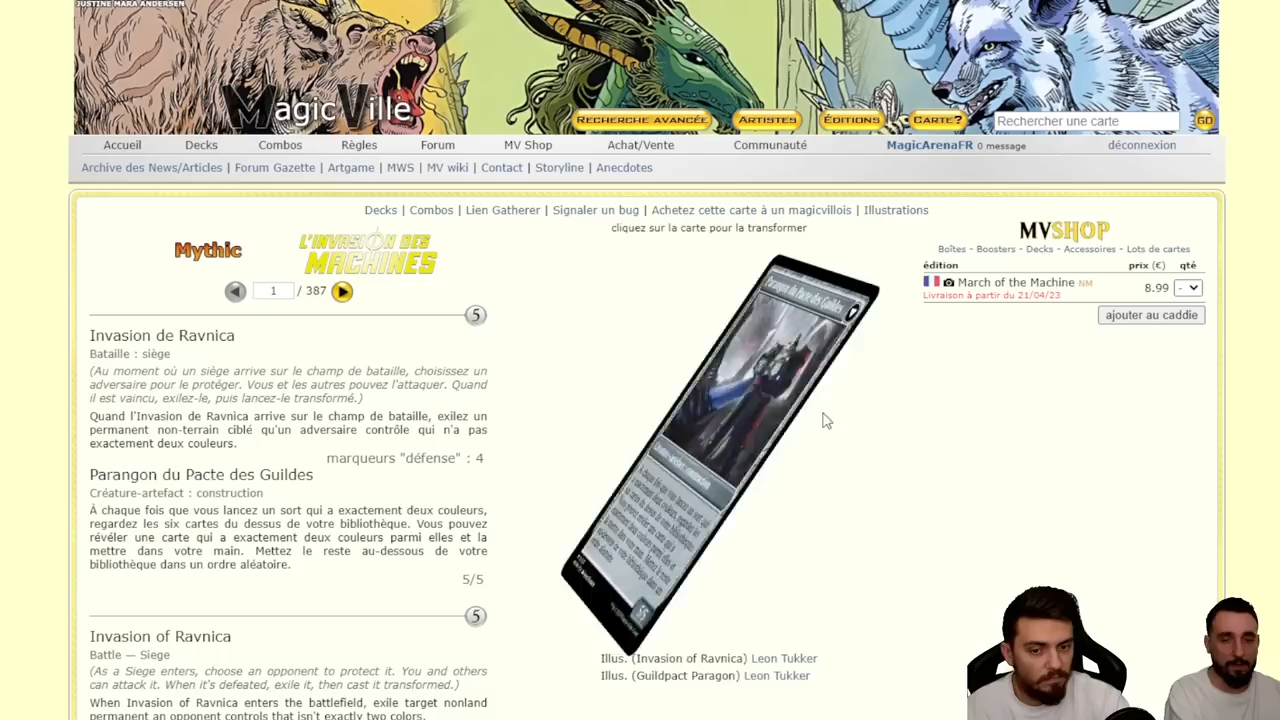 JUSTINE MARA ANDERSEN
MagicVille
RECHERCHE AVANCÉE
ARTISTES
ÉDITIONS
CARTE?
Rechercher une carte
GO
Accueil Decks Combos Règles Forum MV Shop Achat/Vente Communauté MagicArenaFR 0 message déconnexion
Archive des News/Articles | Forum Gazette | Artgame | MWS | MV wiki | Contact | Storyline | Anecdotes
Decks | Combos | Lien Gatherer | Signaler un bug | Achetez cette carte à un magicvillois | Illustrations
cliquez sur la carte pour la transformer
Mythic
L'INVASION DES
MACHINES
1 / 387
5
Invasion de Ravnica
Bataille : siège
(Au moment où un siège arrive sur le champ de bataille, choisissez un
adversaire pour le protéger. Vous et les autres pouvez l'attaquer. Quand
il est vaincu, exilez-le, puis lancez-le transformé.)
Quand l'Invasion de Ravnica arrive sur le champ de bataille, exilez un
permanent non-terrain ciblé qu'un adversaire contrôle qui n'a pas
exactement deux couleurs.
marqueurs "défense" : 4
Parangon du Pacte des Guildes
Créature-artefact : construction
À chaque fois que vous lancez un sort qui a exactement deux couleurs,
regardez les six cartes du dessus de votre bibliothèque. Vous pouvez
révéler une carte qui a exactement deux couleurs parmi elles et la
mettre dans votre main. Mettez le reste au-dessous de votre
bibliothèque dans un ordre aléatoire.
5/5
5
Invasion of Ravnica
Battle — Siege
(As a Siege enters, choose an opponent to protect it. You and others
can attack it. When it's defeated, exile it, then cast it transformed.)
When Invasion of Ravnica enters the battlefield, exile target nonland
permanent an opponent controls that isn't exactly two colors.
Parangon du Pacte des Guildes
Illus. (Invasion of Ravnica) Leon Tukker
Illus. (Guildpact Paragon) Leon Tukker
MVSHOP
Boîtes - Boosters - Decks - Accessoires - Lots de cartes
édition prix (€) qté
March of the Machine NM 8.99 -
Livraison à partir du 21/04/23
ajouter au caddie